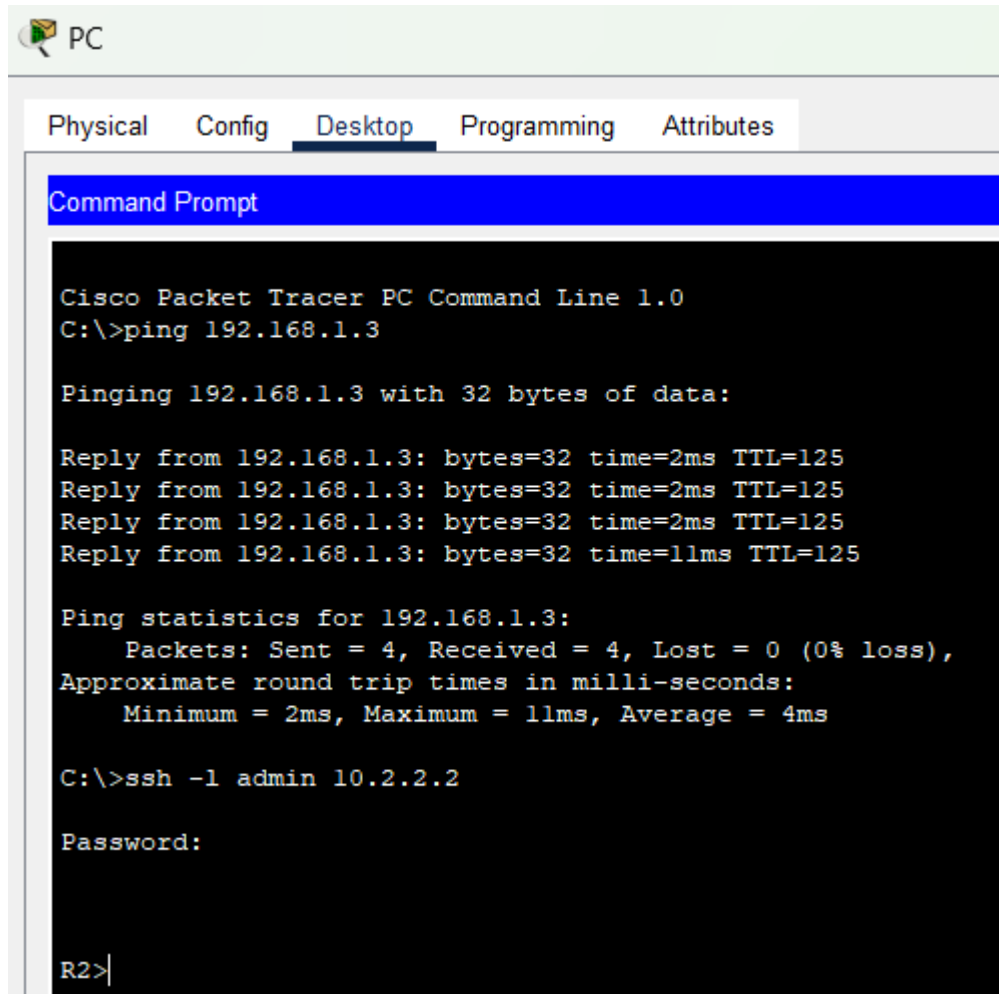 PC
Physical Config Desktop Programming Attributes
Command Prompt
Cisco Packet Tracer PC Command Line 1.0
C:\>ping 192.168.1.3
Pinging 192.168.1.3 with 32 bytes of data:
Reply from 192.168.1.3: bytes=32 time=2ms TTL=125
Reply from 192.168.1.3: bytes=32 time=2ms TTL=125
Reply from 192.168.1.3: bytes=32 time=2ms TTL=125
Reply from 192.168.1.3: bytes=32 time=11ms TTL=125
Ping statistics for 192.168.1.3:
Packets: Sent = 4, Received = 4, Lost = 0 (0% loss),
Approximate round trip times in milli-seconds:
Minimum = 2ms, Maximum = 11ms, Average = 4ms
C:\>ssh -l admin 10.2.2.2
Password:
R2>